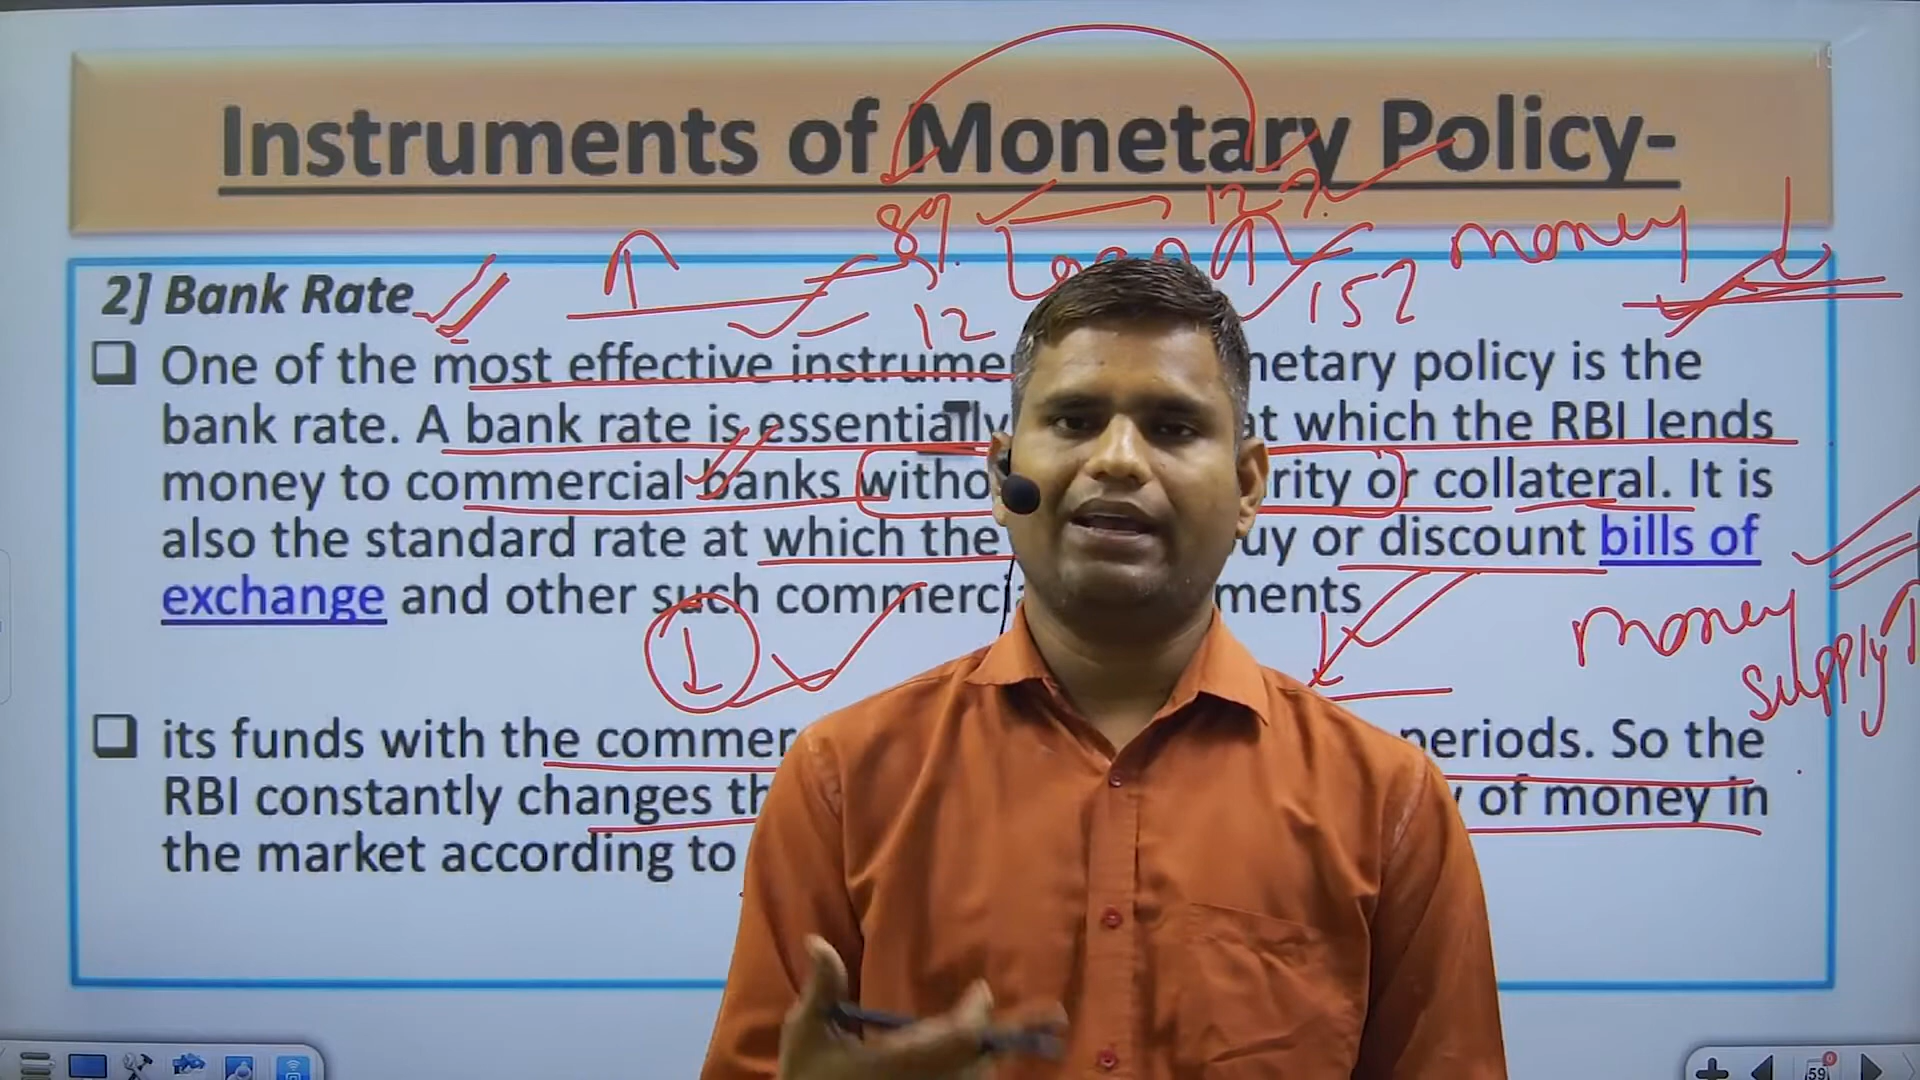 Instruments of Monetary Policy-
8%
12%
12
Loan
15%
money
2] Bank Rate
One of the most effective instrume netary policy is the
bank rate. A bank rate is essentially at which the RBI lends
money to commercial banks witho rity or collateral. It is
also the standard rate at which the uy or discount bills of
exchange and other such commerci ments
money
supply
its funds with the commer periods. So the
RBI constantly changes th y of money in
the market according to
59